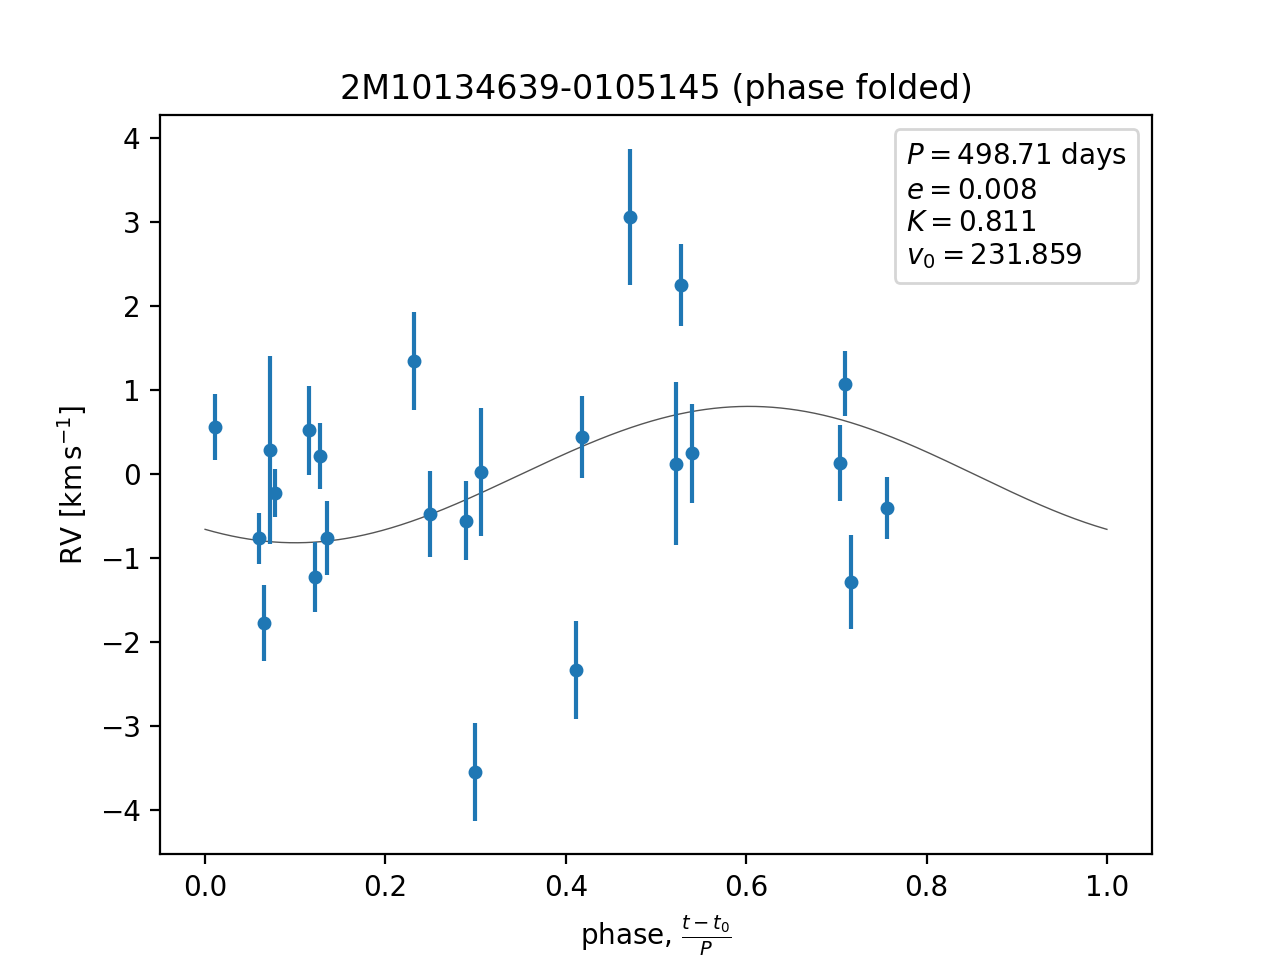 2M10134639-0105145 (phase folded)
P = 498.71 days
e = 0.008
K = 0.811
v₀ = 231.859
RV [km s⁻¹]
4
3
2
1
0
−1
−2
−3
−4
0.0 0.2 0.4 0.6 0.8 1.0
phase, (t − t₀)/P